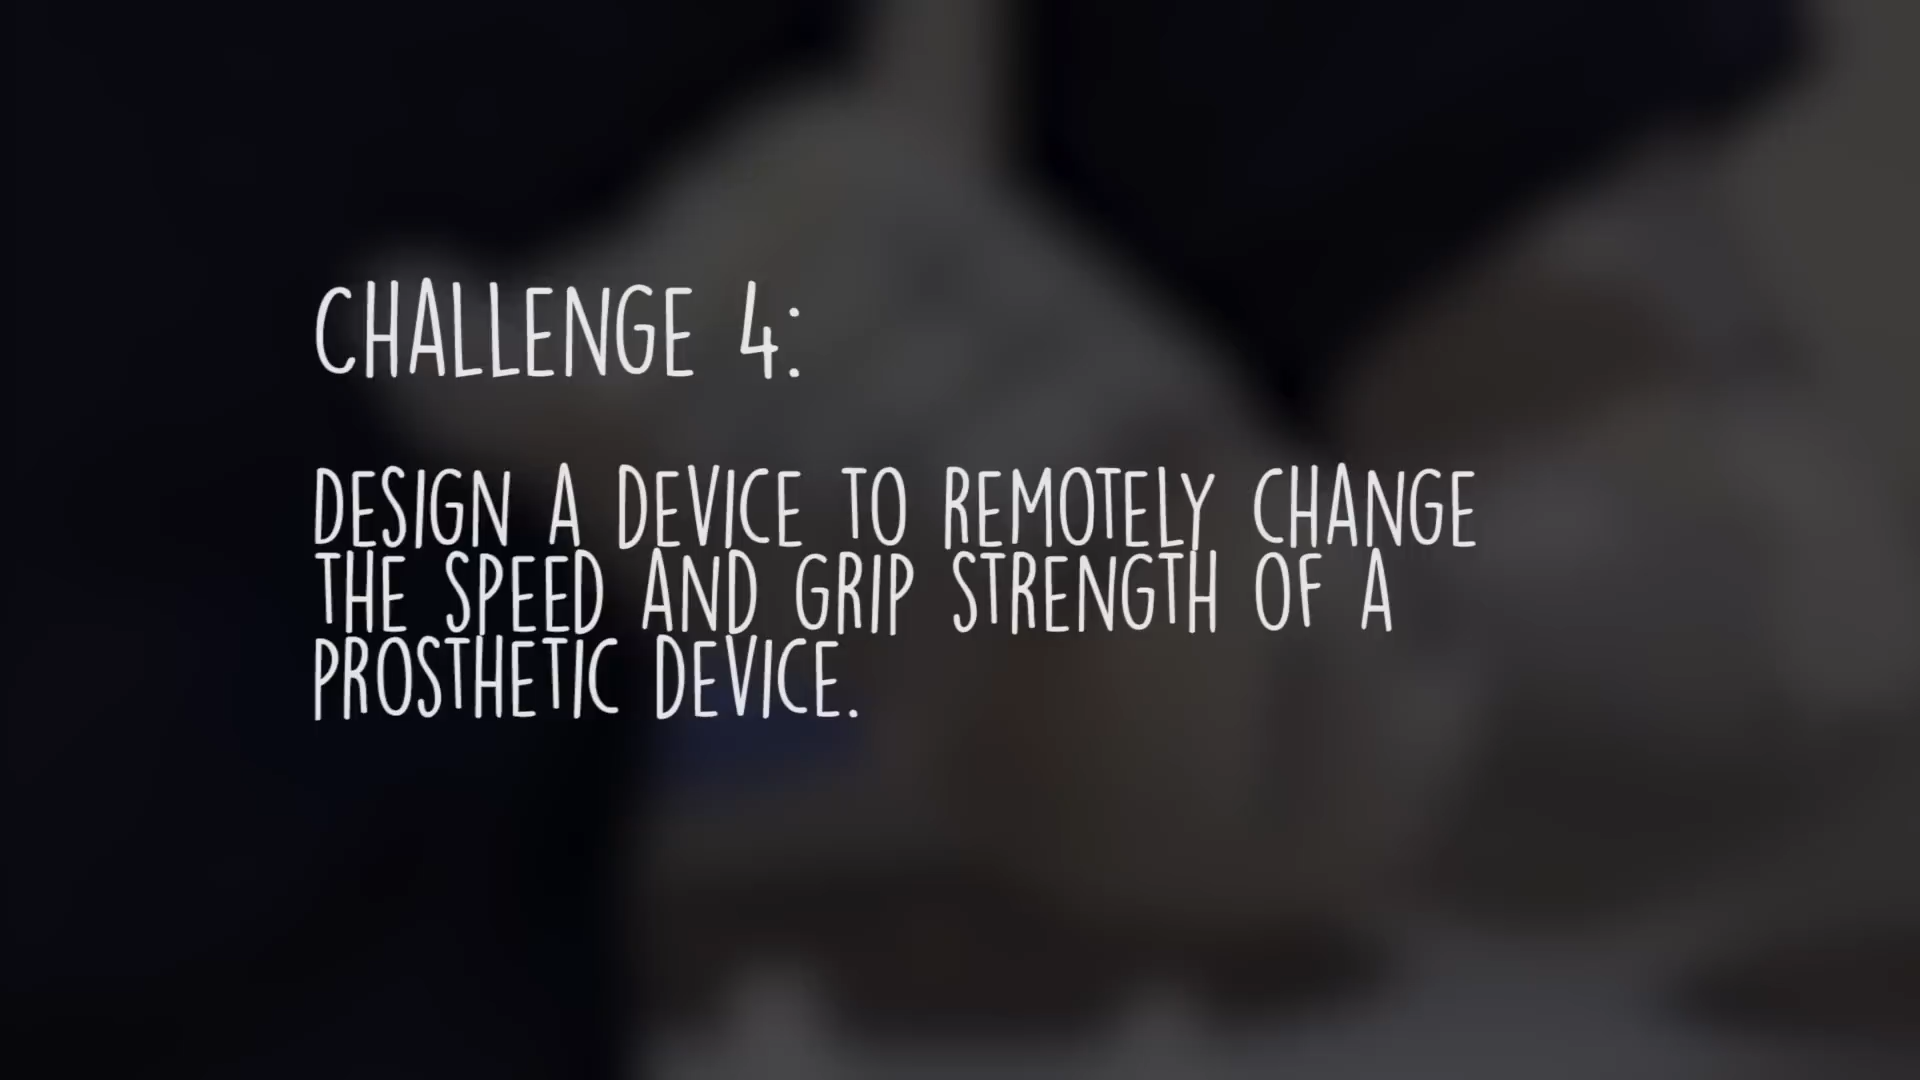 CHALLENGE 4:
DESIGN A DEVICE TO REMOTELY CHANGE
THE SPEED AND GRIP STRENGTH OF A
PROSTHETIC DEVICE.